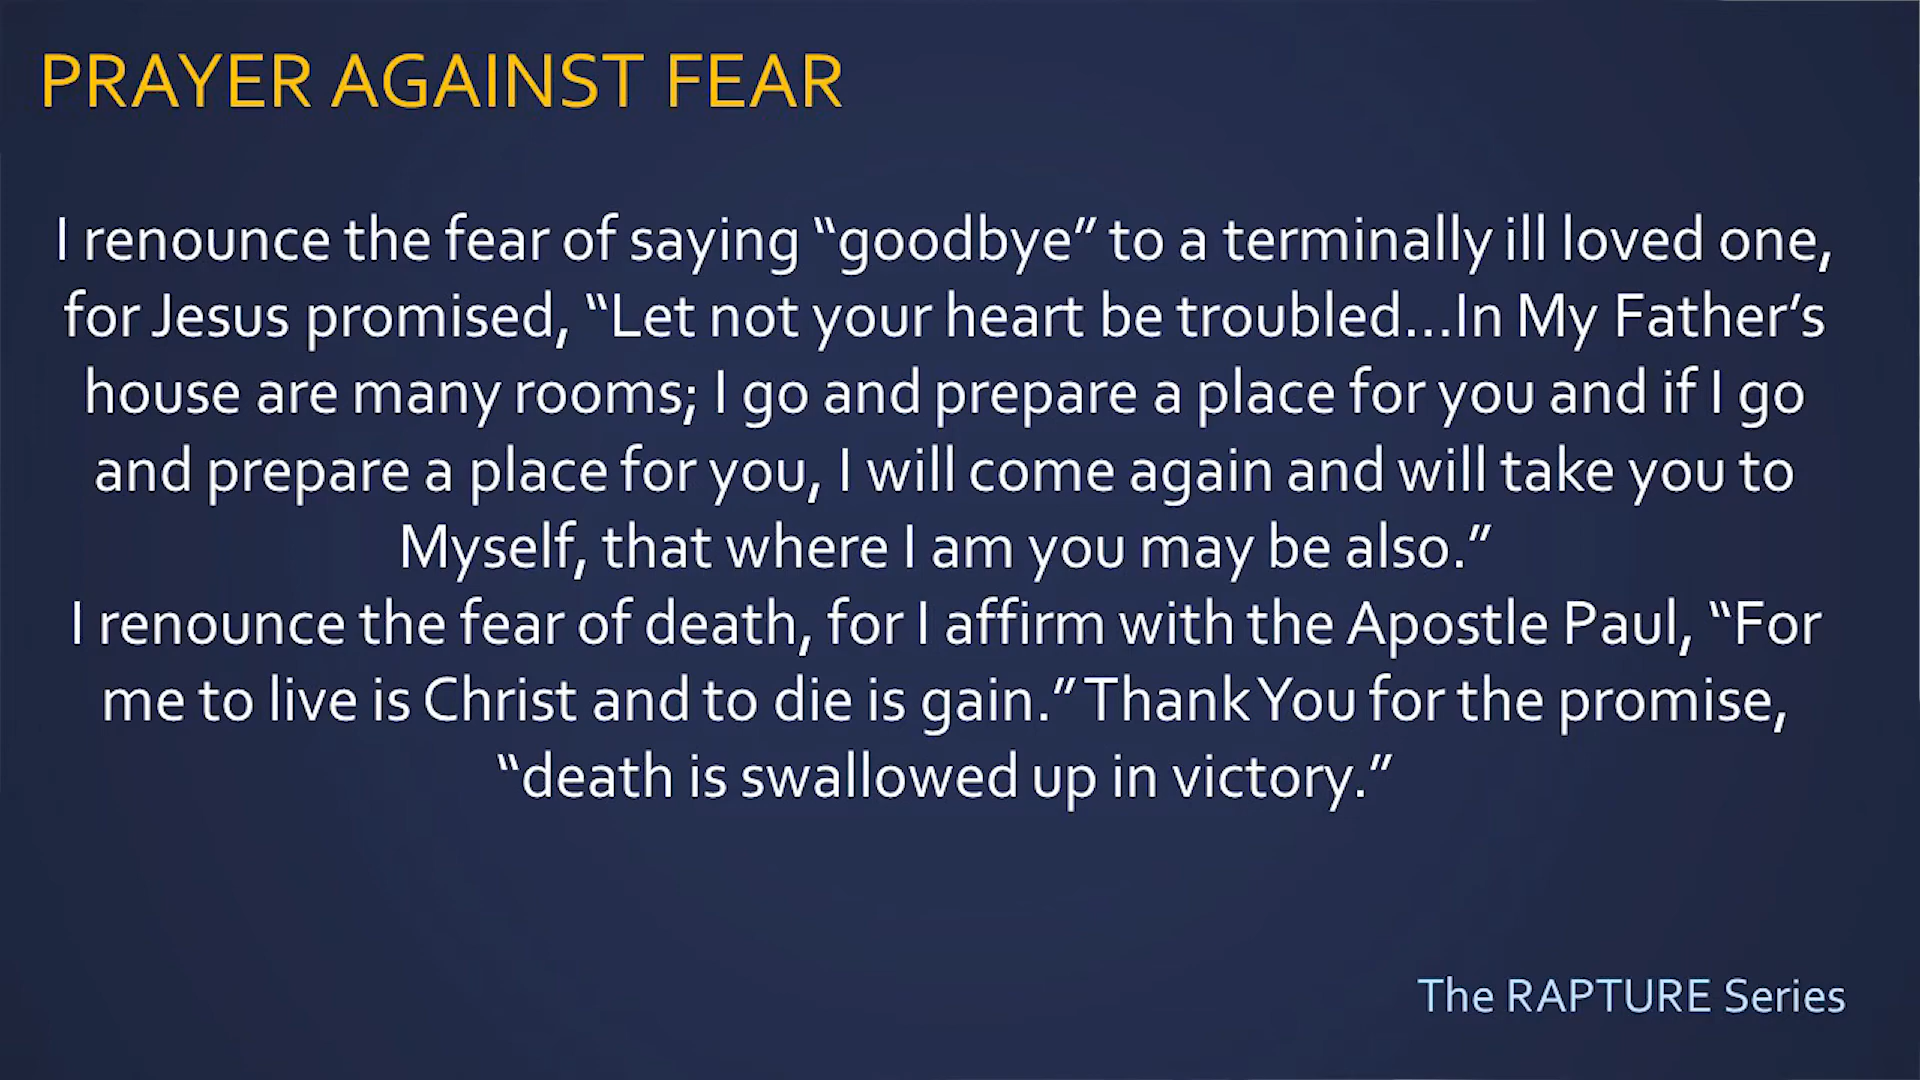 PRAYER AGAINST FEAR
I renounce the fear of saying “goodbye” to a terminally ill loved one,
for Jesus promised, “Let not your heart be troubled...In My Father’s
house are many rooms; I go and prepare a place for you and if I go
and prepare a place for you, I will come again and will take you to
Myself, that where I am you may be also.”
I renounce the fear of death, for I affirm with the Apostle Paul, “For
me to live is Christ and to die is gain.” Thank You for the promise,
“death is swallowed up in victory.”
The RAPTURE Series